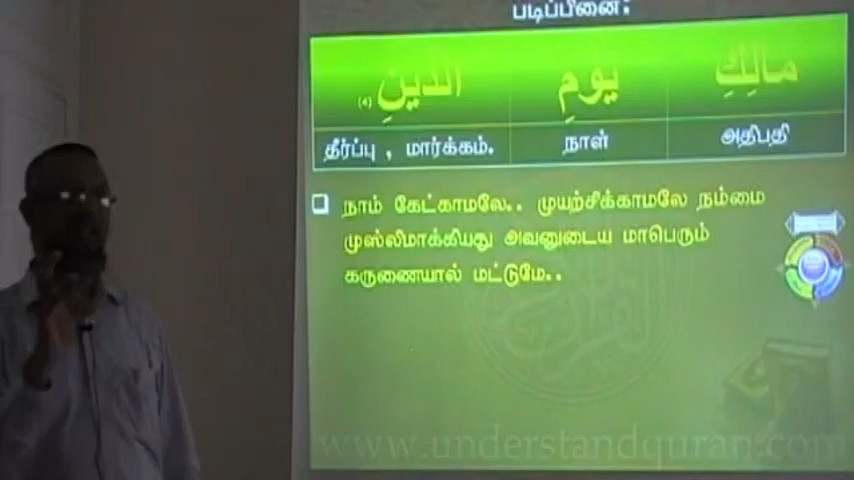 படிப்பினை:
مَالِكِ يَوْمِ الدِّينِ (4)
அதிபதி நாள் தீர்ப்பு , மார்க்கம்.
நாம் கேட்காமலே.. முயற்சிக்காமலே நம்மை
முஸ்லிமாக்கியது அவனுடைய மாபெரும்
கருணையால் மட்டுமே..
www.understandquran.com